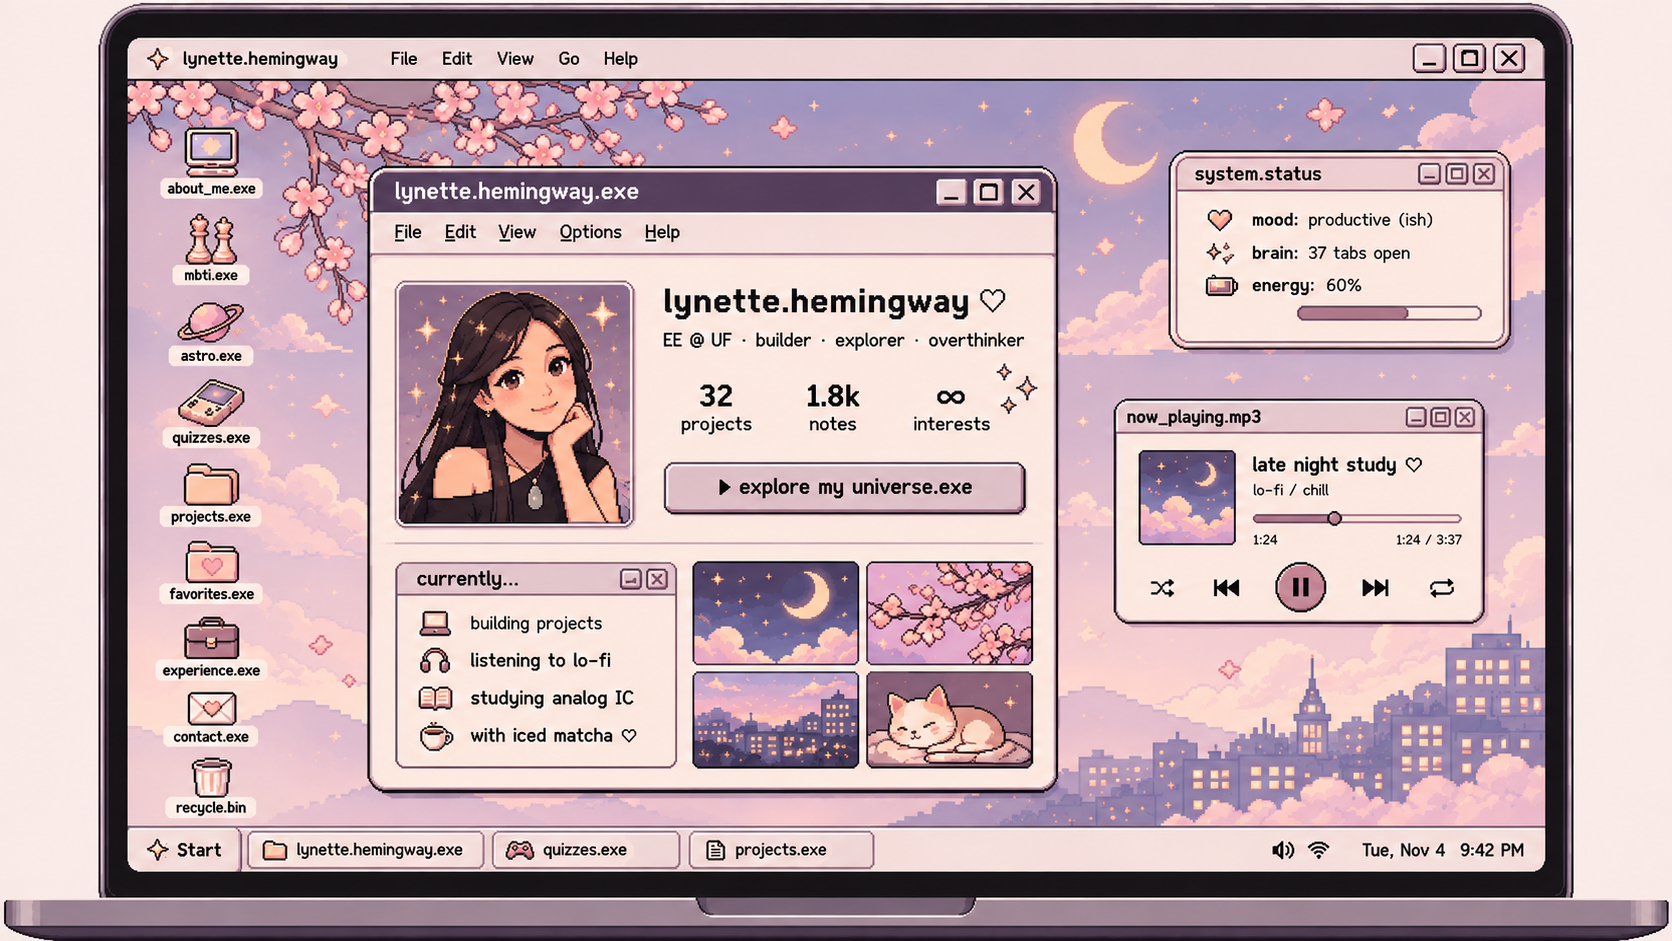 lynette.hemingway File Edit View Go Help
about_me.exe
mbti.exe
astro.exe
quizzes.exe
projects.exe
favorites.exe
experience.exe
contact.exe
recycle.bin
lynette.hemingway.exe
File Edit View Options Help
lynette.hemingway ♡
EE @ UF · builder · explorer · overthinker
32 1.8k ∞
projects notes interests
▶ explore my universe.exe
currently...
building projects
listening to lo-fi
studying analog IC
with iced matcha ♡
system.status
mood: productive (ish)
brain: 37 tabs open
energy: 60%
now_playing.mp3
late night study ♡
lo-fi / chill
1:24 1:24 / 3:37
Start lynette.hemingway.exe quizzes.exe projects.exe Tue, Nov 4 9:42 PM